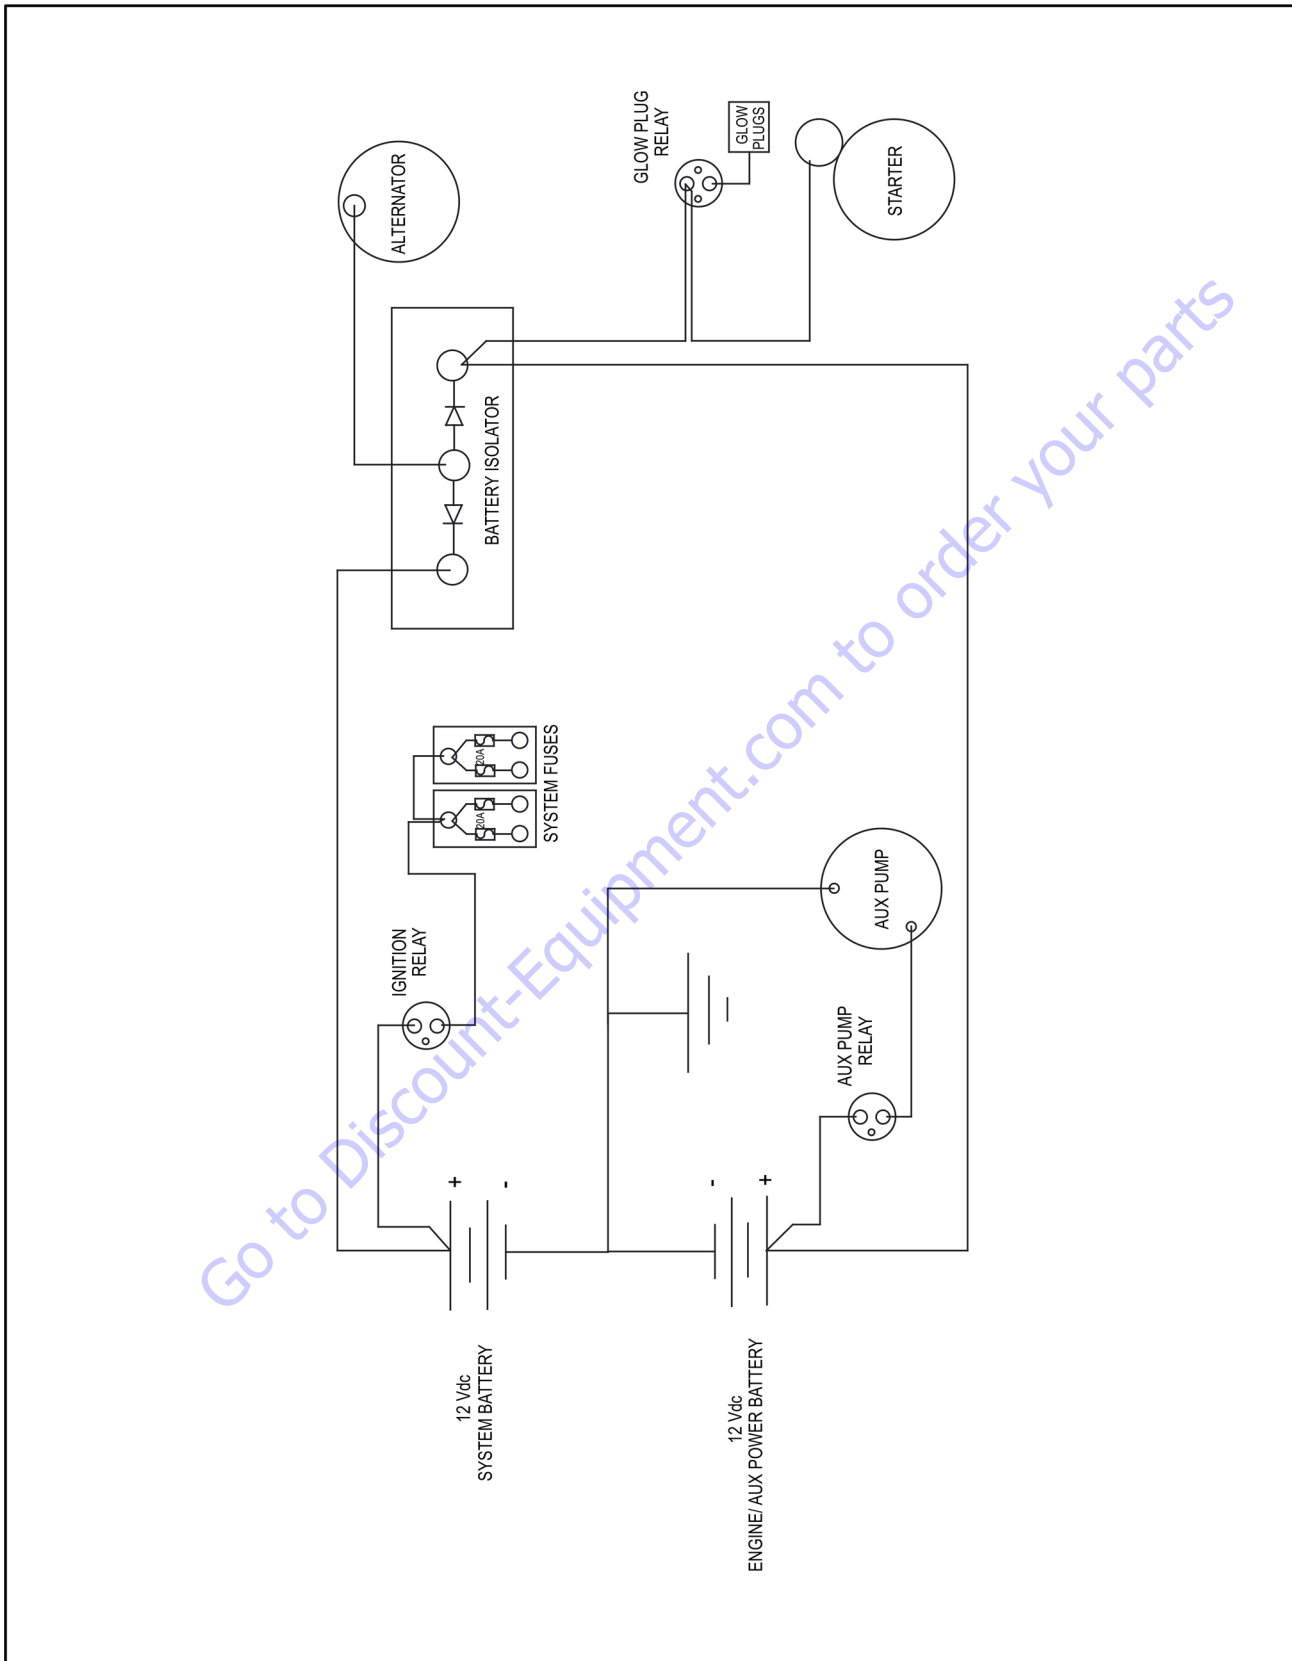 ALTERNATOR
GLOW PLUG
RELAY
GLOW
PLUGS
STARTER
BATTERY ISOLATOR
20A
20A
SYSTEM FUSES
IGNITION
RELAY
AUX PUMP
AUX PUMP
RELAY
+
-
-
+
12 Vdc
SYSTEM BATTERY
12 Vdc
ENGINE/ AUX POWER BATTERY
Go to Discount-Equipment.com to order your parts